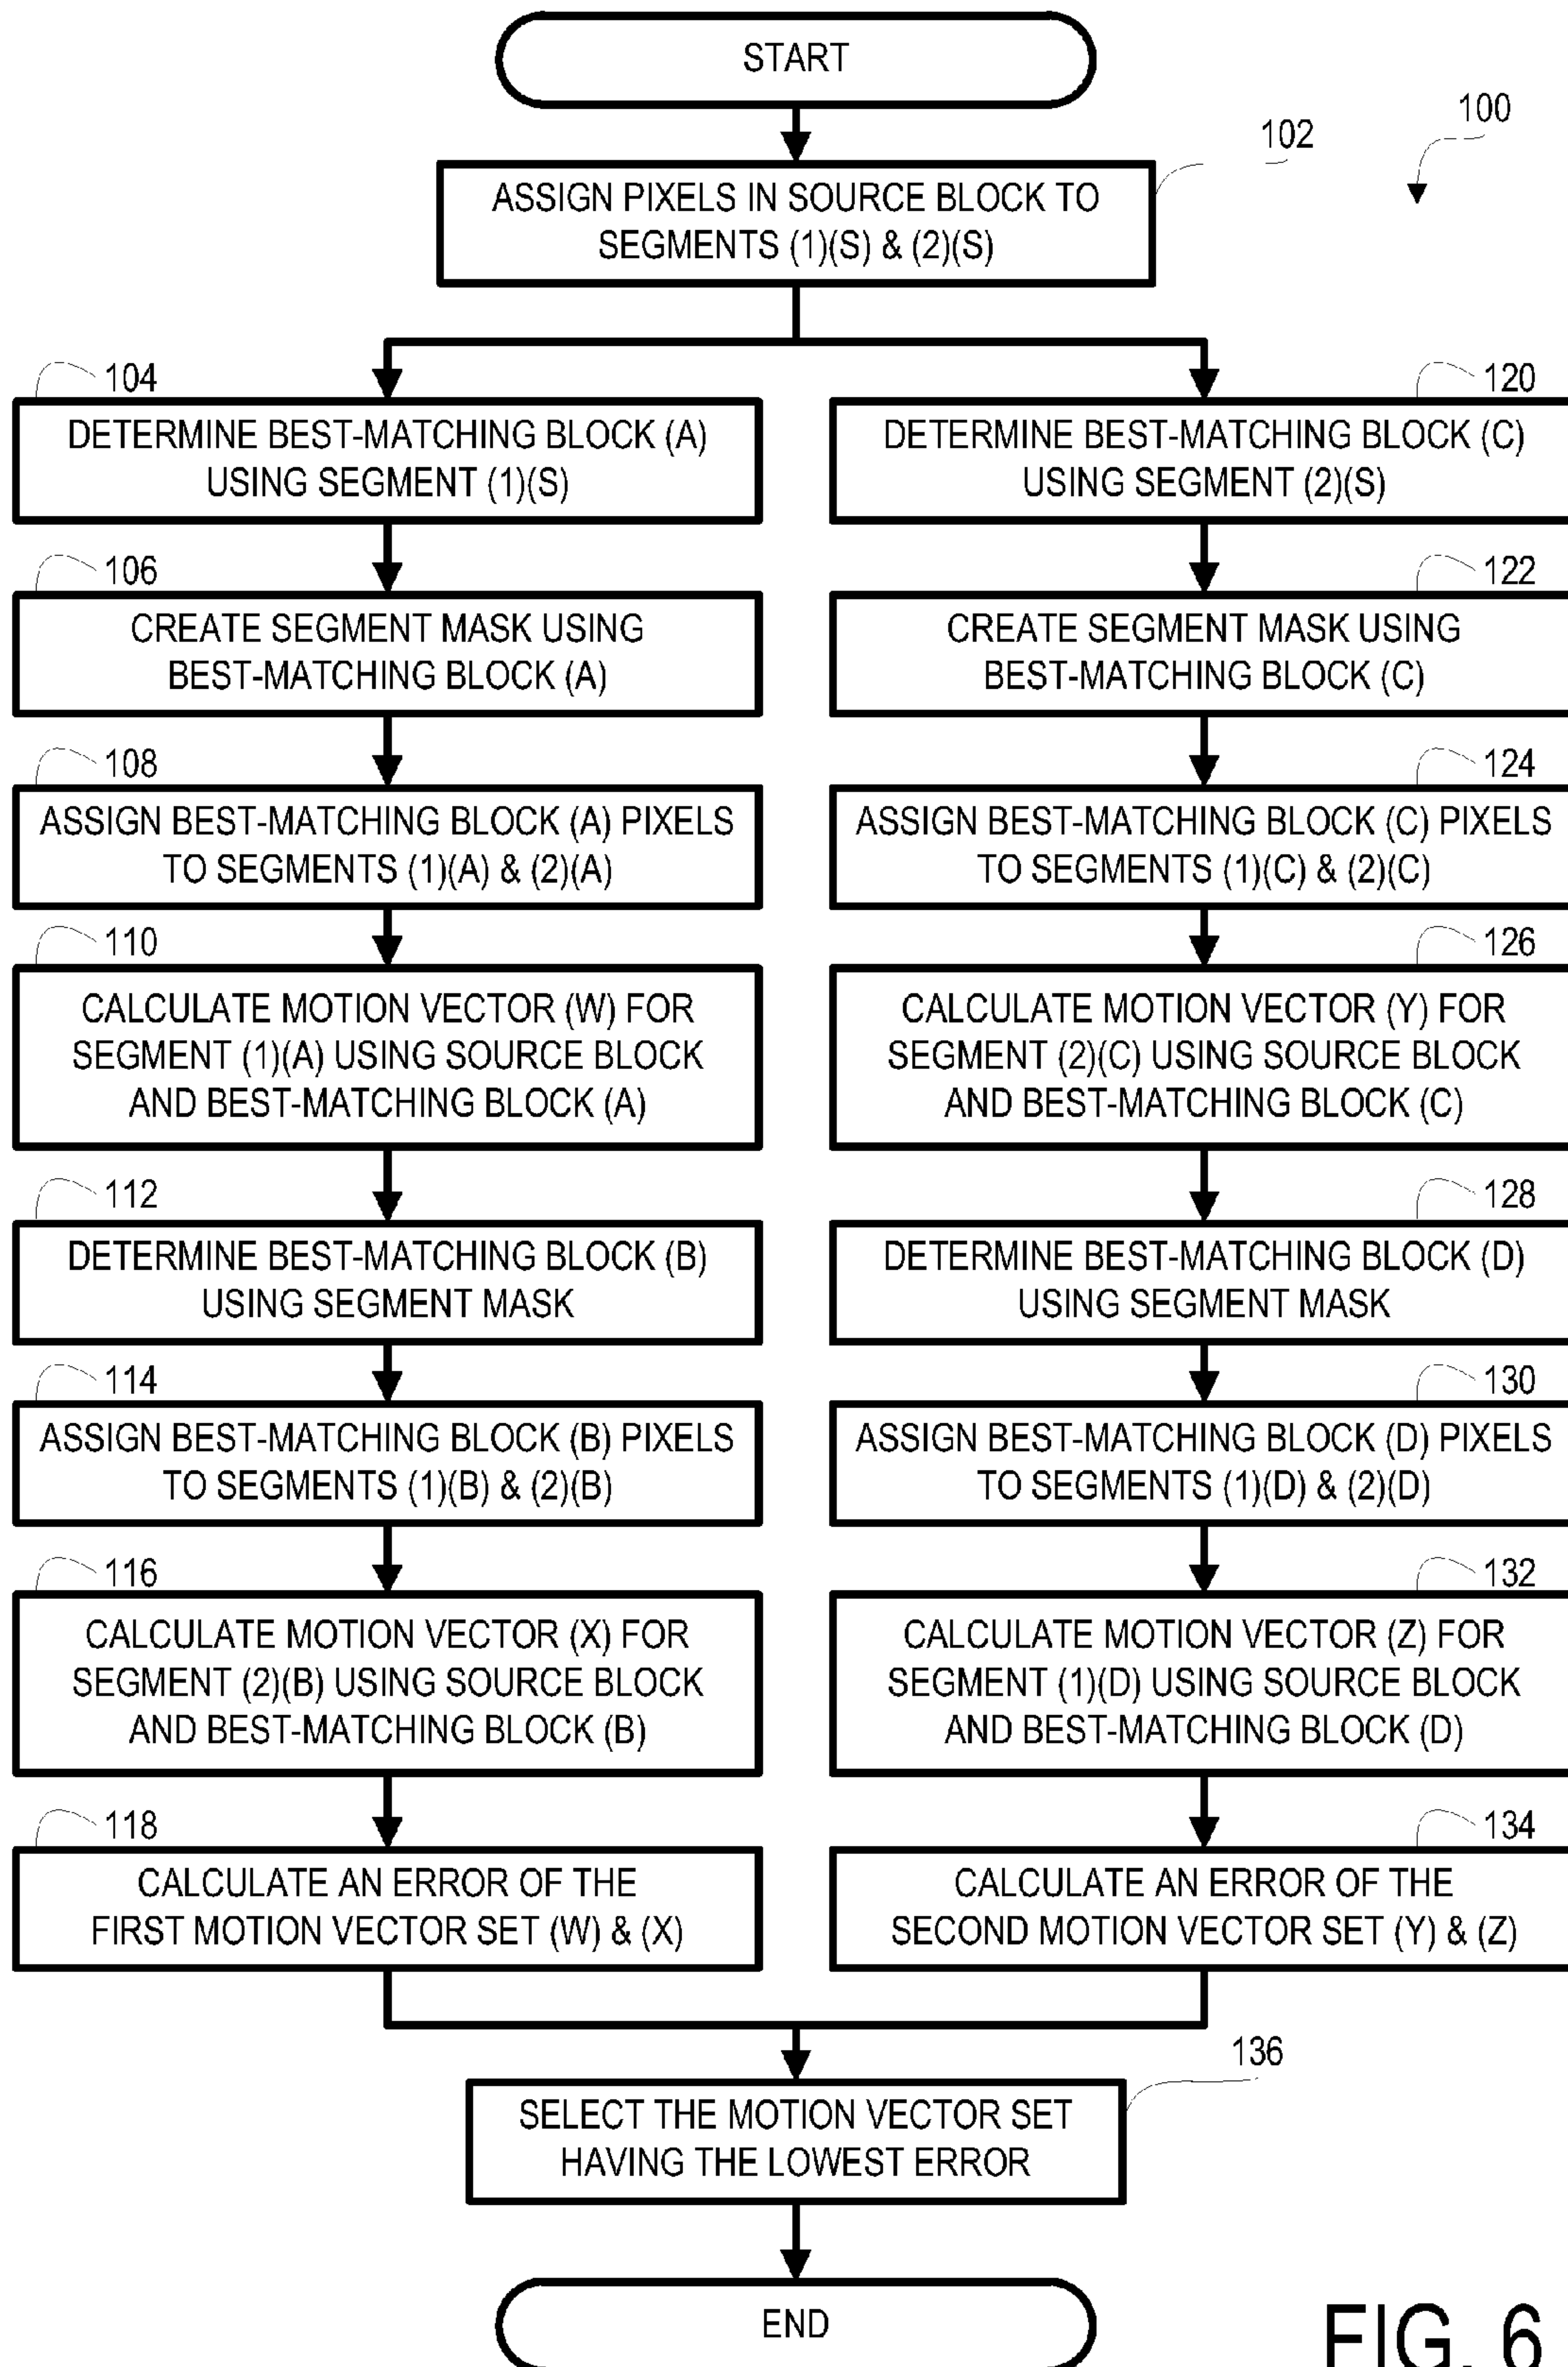 START
100
102
ASSIGN PIXELS IN SOURCE BLOCK TO
SEGMENTS (1)(S) & (2)(S)
104
DETERMINE BEST-MATCHING BLOCK (A)
USING SEGMENT (1)(S)
106
CREATE SEGMENT MASK USING
BEST-MATCHING BLOCK (A)
108
ASSIGN BEST-MATCHING BLOCK (A) PIXELS
TO SEGMENTS (1)(A) & (2)(A)
110
CALCULATE MOTION VECTOR (W) FOR
SEGMENT (1)(A) USING SOURCE BLOCK
AND BEST-MATCHING BLOCK (A)
112
DETERMINE BEST-MATCHING BLOCK (B)
USING SEGMENT MASK
114
ASSIGN BEST-MATCHING BLOCK (B) PIXELS
TO SEGMENTS (1)(B) & (2)(B)
116
CALCULATE MOTION VECTOR (X) FOR
SEGMENT (2)(B) USING SOURCE BLOCK
AND BEST-MATCHING BLOCK (B)
118
CALCULATE AN ERROR OF THE
FIRST MOTION VECTOR SET (W) & (X)
120
DETERMINE BEST-MATCHING BLOCK (C)
USING SEGMENT (2)(S)
122
CREATE SEGMENT MASK USING
BEST-MATCHING BLOCK (C)
124
ASSIGN BEST-MATCHING BLOCK (C) PIXELS
TO SEGMENTS (1)(C) & (2)(C)
126
CALCULATE MOTION VECTOR (Y) FOR
SEGMENT (2)(C) USING SOURCE BLOCK
AND BEST-MATCHING BLOCK (C)
128
DETERMINE BEST-MATCHING BLOCK (D)
USING SEGMENT MASK
130
ASSIGN BEST-MATCHING BLOCK (D) PIXELS
TO SEGMENTS (1)(D) & (2)(D)
132
CALCULATE MOTION VECTOR (Z) FOR
SEGMENT (1)(D) USING SOURCE BLOCK
AND BEST-MATCHING BLOCK (D)
134
CALCULATE AN ERROR OF THE
SECOND MOTION VECTOR SET (Y) & (Z)
136
SELECT THE MOTION VECTOR SET
HAVING THE LOWEST ERROR
END
FIG. 6